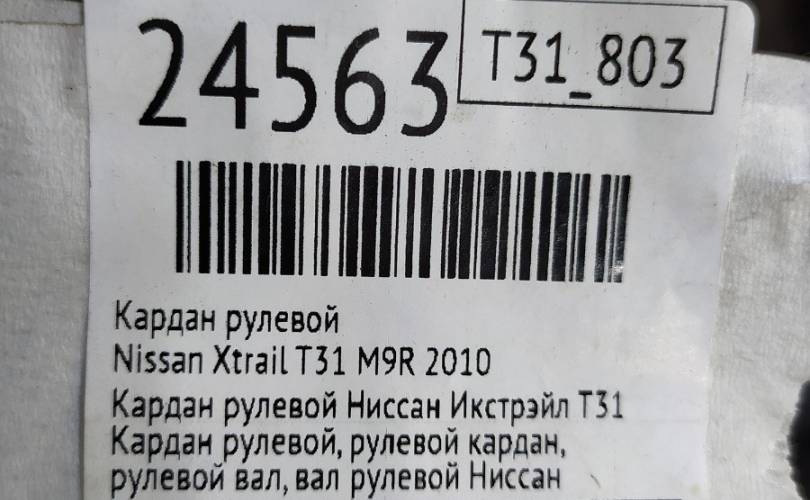 24563
T31_803
Кардан рулевой
Nissan Xtrail T31 M9R 2010
Кардан рулевой Ниссан Икстрэйл Т31
Кардан рулевой, рулевой кардан,
рулевой вал, вал рулевой Ниссан